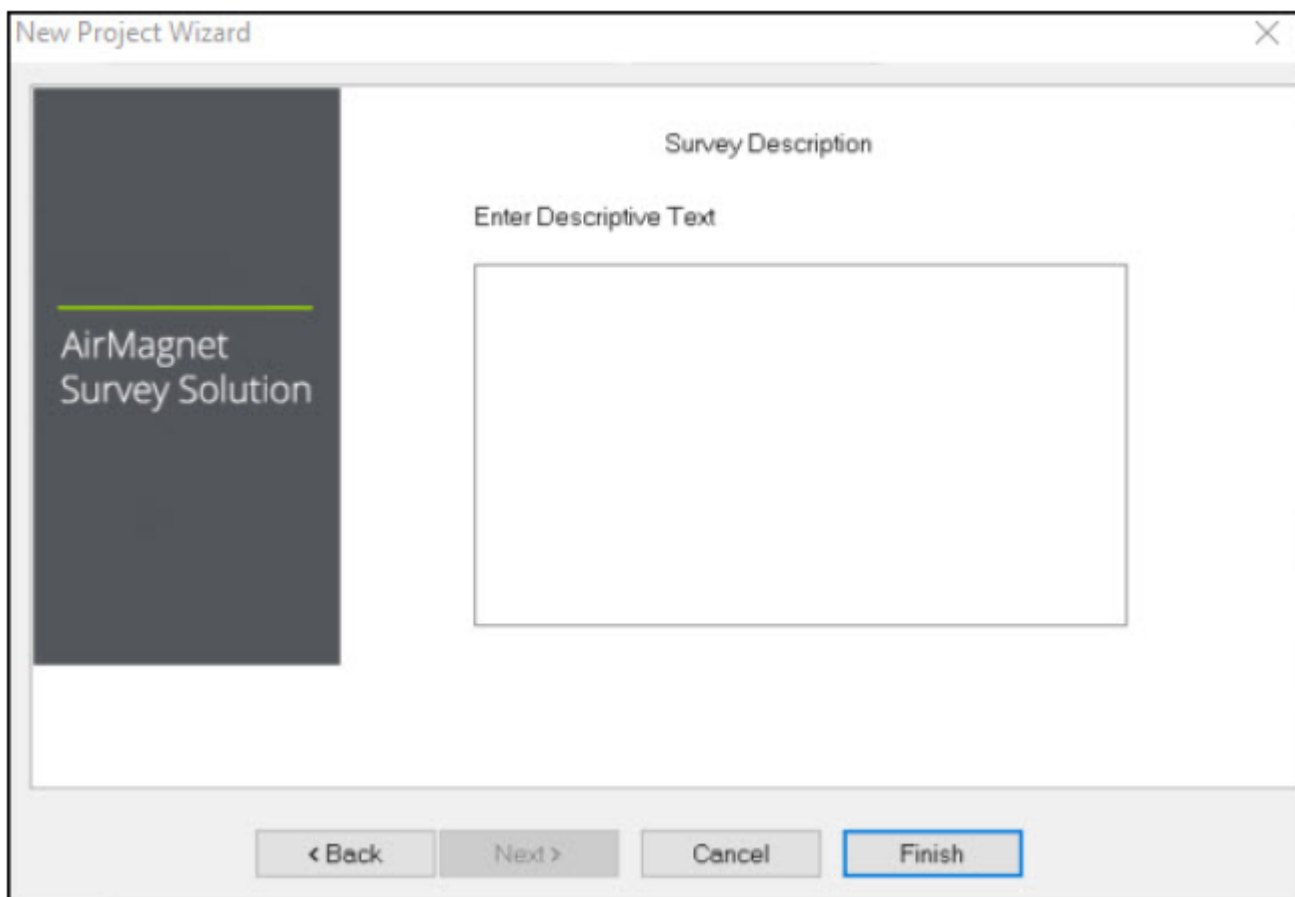 New Project Wizard
Survey Description
Enter Descriptive Text
AirMagnet
Survey Solution
< Back
Next >
Cancel
Finish